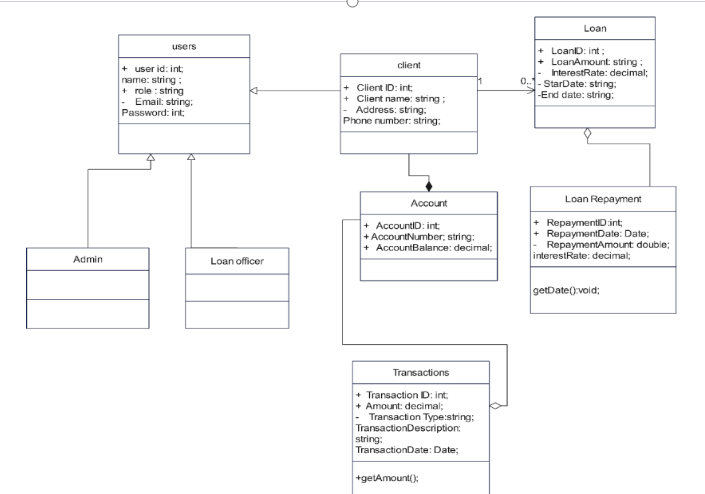 users
+ user id: int;
name: string ;
+ role : string
- Email: string;
Password: int;
client
+ Client ID: int;
+ Client name: string ;
- Address: string;
Phone number: string;
1
0..*
Loan
+ LoanID: int ;
+ LoanAmount: string ;
- InterestRate: decimal;
- StarDate: string;
-End date: string;
Admin
Loan officer
Account
+ AccountID: int;
+ AccountNumber; string;
+ AccountBalance: decimal;
Loan Repayment
+ RepaymentID:int;
+ RepaymentDate: Date;
- RepaymentAmount: double;
interestRate: decimal;
getDate():void;
Transactions
+ Transaction ID: int;
+ Amount: decimal;
- Transaction Type:string;
TransactionDescription:
string;
TransactionDate: Date;
+getAmount();